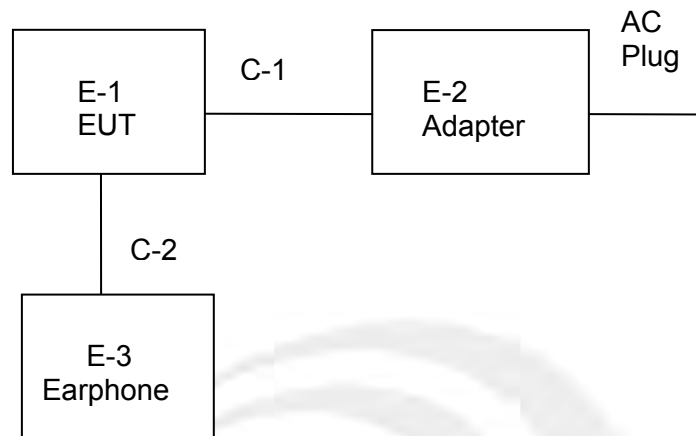 AC
Plug
C-1
E-1
EUT
E-2
Adapter
C-2
E-3
Earphone